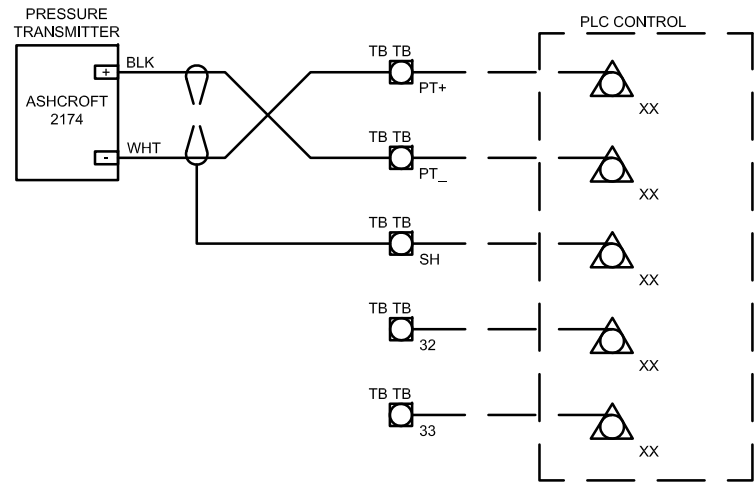 PRESSURE
TRANSMITTER
PLC CONTROL
+
BLK
ASHCROFT
2174
-
WHT
TB TB
PT+
XX
TB TB
PT_
XX
TB TB
SH
XX
TB TB
32
XX
TB TB
33
XX